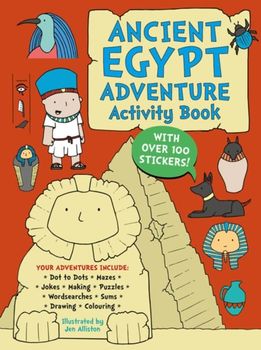 ANCIENT
EGYPT
ADVENTURE
Activity Book
WITH
OVER 100
STICKERS!
YOUR ADVENTURES INCLUDE:
* Dot to Dots * Mazes *
* Jokes * Making * Puzzles *
* Wordsearches * Sums *
* Drawing * Colouring *
Illustrated by
Jen Alliston